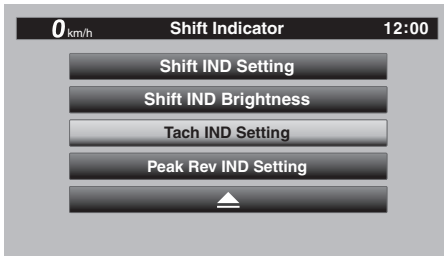 0 km/h Shift Indicator 12:00
Shift IND Setting
Shift IND Brightness
Tach IND Setting
Peak Rev IND Setting